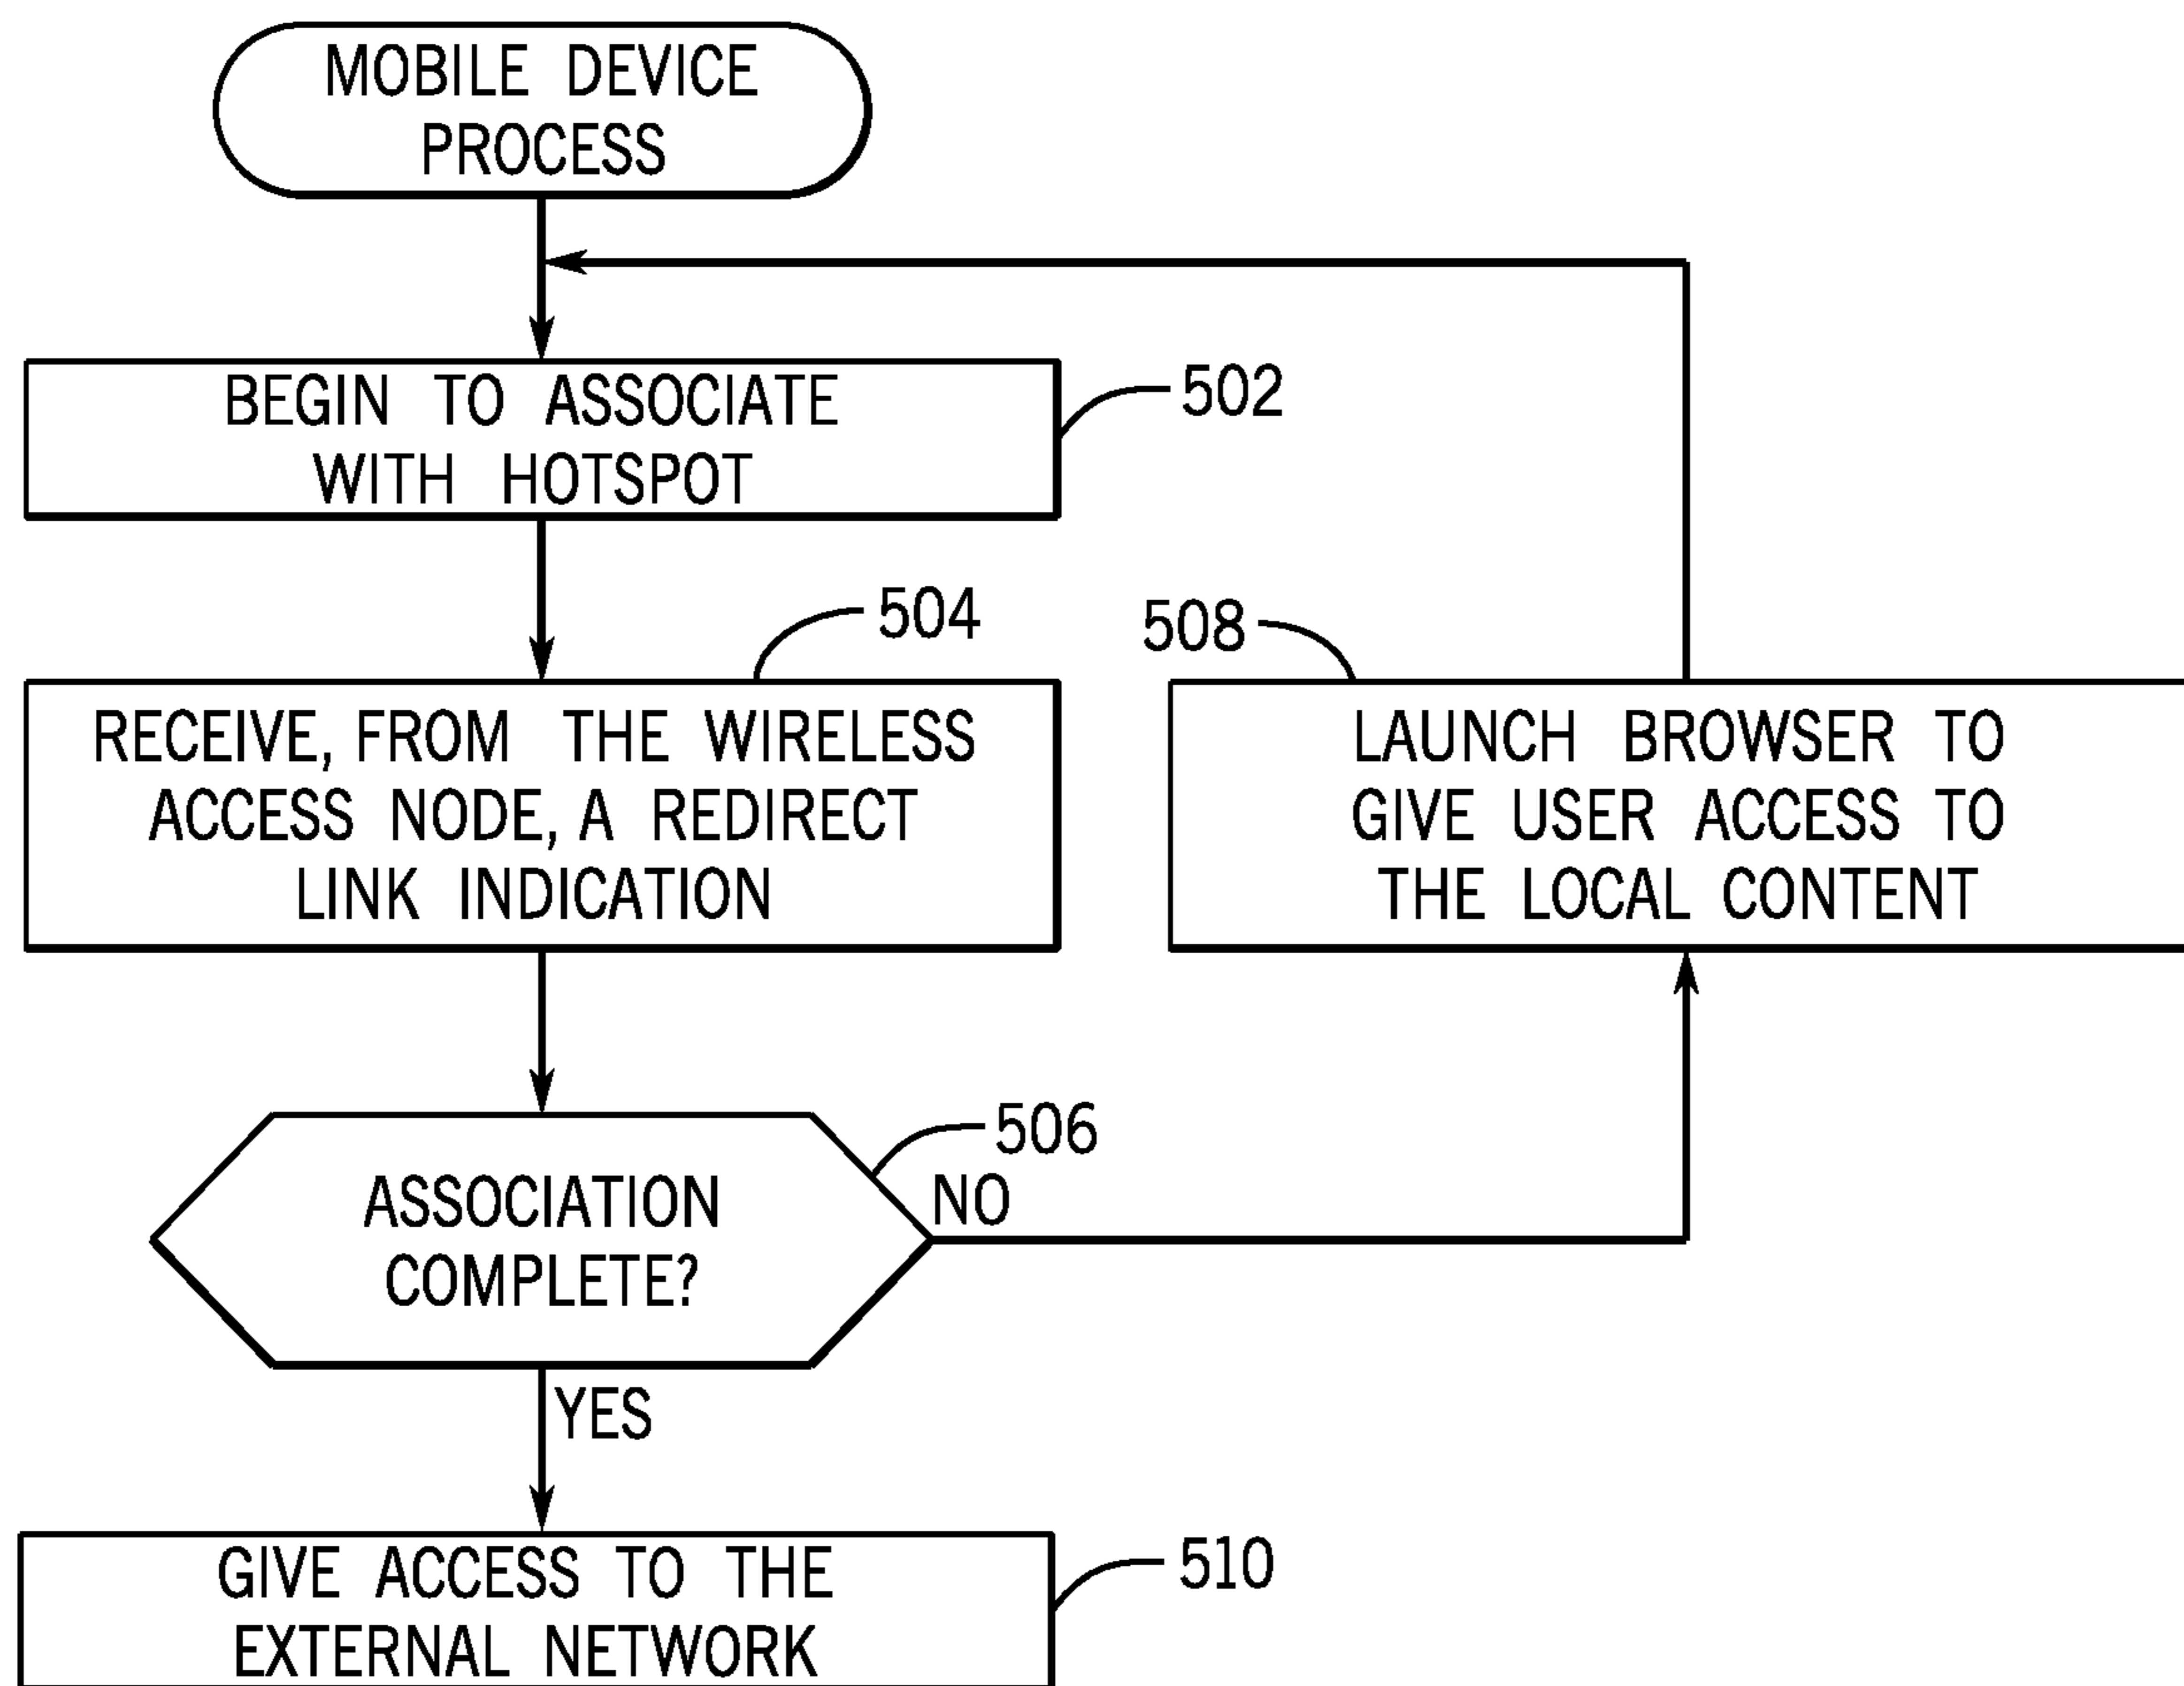 MOBILE DEVICE
PROCESS
BEGIN TO ASSOCIATE
WITH HOTSPOT
502
504
RECEIVE, FROM THE WIRELESS
ACCESS NODE, A REDIRECT
LINK INDICATION
508
LAUNCH BROWSER TO
GIVE USER ACCESS TO
THE LOCAL CONTENT
506
ASSOCIATION
COMPLETE?
NO
YES
GIVE ACCESS TO THE
EXTERNAL NETWORK
510